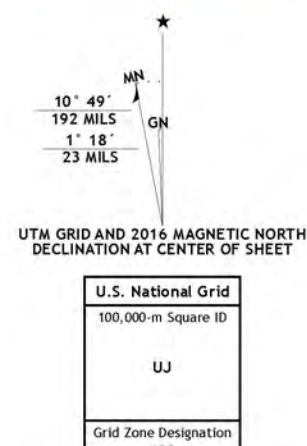 MN
GN
10° 49´
192 MILS
1° 18´
23 MILS
UTM GRID AND 2016 MAGNETIC NORTH
DECLINATION AT CENTER OF SHEET
U.S. National Grid
100,000-m Square ID
UJ
Grid Zone Designation